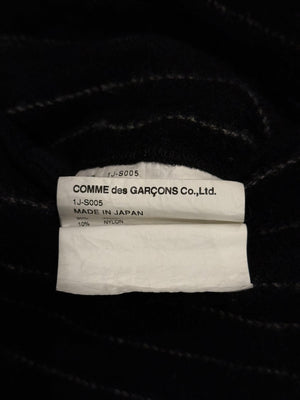 1J-S005
COMME des GARÇONS Co.,Ltd.
1J-S005
MADE IN JAPAN
10% NYLON